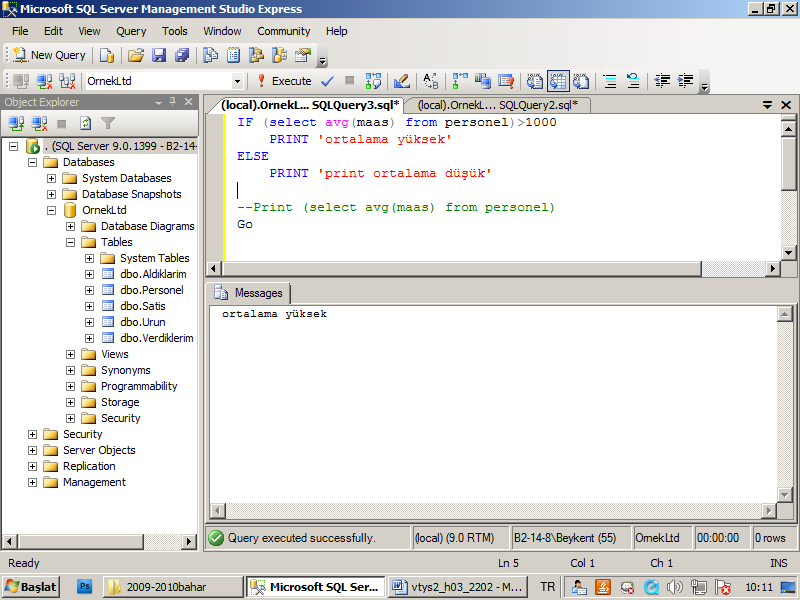 Microsoft SQL Server Management Studio Express
File Edit View Query Tools Window Community Help
New Query
OrnekLtd Execute
Object Explorer
. (SQL Server 9.0.1399 - B2-14-
Databases
System Databases
Database Snapshots
OrnekLtd
Database Diagrams
Tables
System Tables
dbo.Aldıklarim
dbo.Personel
dbo.Satis
dbo.Urun
dbo.Verdiklerim
Views
Synonyms
Programmability
Storage
Security
Security
Server Objects
Replication
Management
(local).OrnekL... SQLQuery3.sql* (local).OrnekL... SQLQuery2.sql*
IF (select avg(maas) from personel)>1000
PRINT 'ortalama yüksek'
ELSE
PRINT 'print ortalama düşük'
--Print (select avg(maas) from personel)
Go
Messages
ortalama yüksek
Query executed successfully. (local) (9.0 RTM) B2-14-8\Beykent (55) OrnekLtd 00:00:00 0 rows
Ready Ln 5 Col 1 Ch 1 INS
Başlat Ps 2009-2010bahar Microsoft SQL Ser... vtys2_h03_2202 - M... TR 10:11